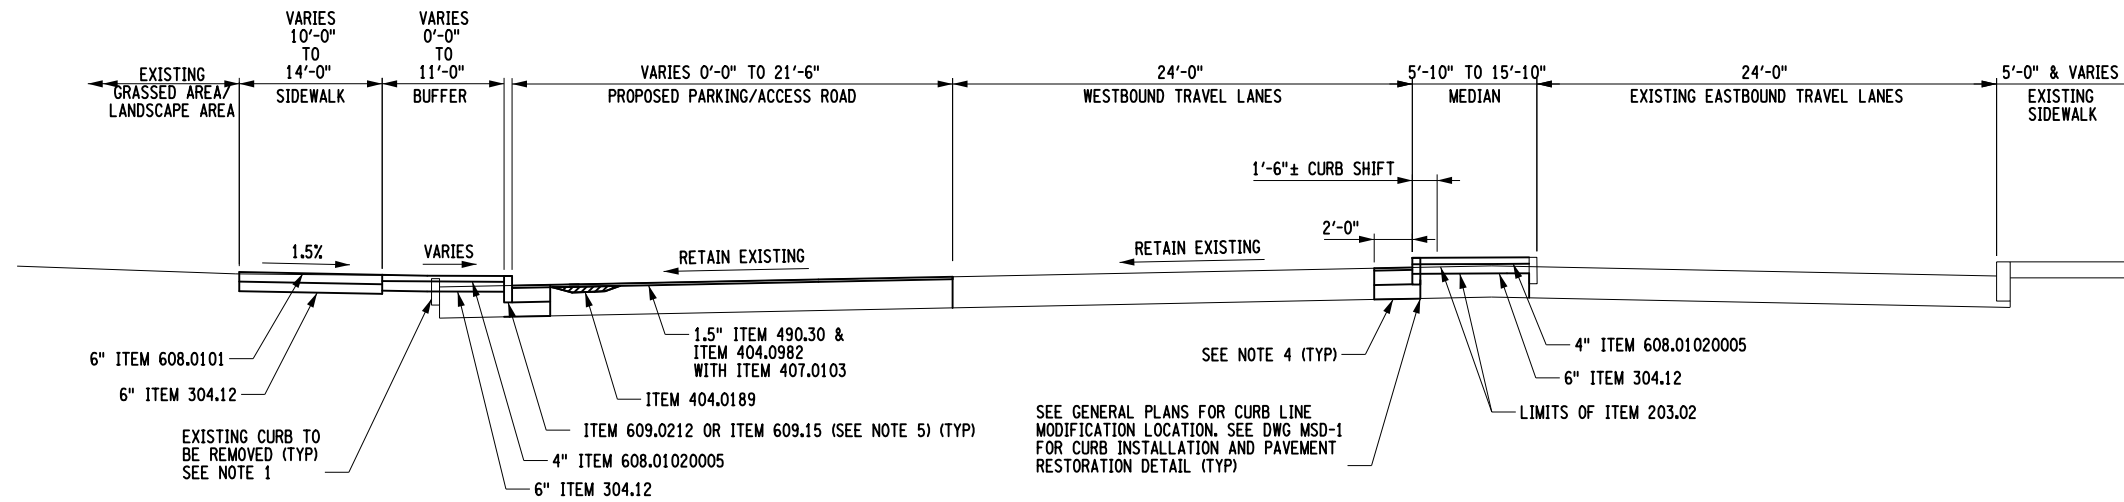 VARIES
10'-0"
TO
14'-0"
SIDEWALK
VARIES
0'-0"
TO
11'-0"
BUFFER
EXISTING
GRASSED AREA/
LANDSCAPE AREA
VARIES 0'-0" TO 21'-6"
PROPOSED PARKING/ACCESS ROAD
24'-0"
WESTBOUND TRAVEL LANES
5'-10" TO 15'-10"
MEDIAN
24'-0"
EXISTING EASTBOUND TRAVEL LANES
5'-0" & VARIES
EXISTING
SIDEWALK
1'-6"± CURB SHIFT
2'-0"
1.5%
VARIES
RETAIN EXISTING
RETAIN EXISTING
6" ITEM 608.0101
6" ITEM 304.12
EXISTING CURB TO
BE REMOVED (TYP)
SEE NOTE 1
1.5" ITEM 490.30 &
ITEM 404.0982
WITH ITEM 407.0103
ITEM 404.0189
ITEM 609.0212 OR ITEM 609.15 (SEE NOTE 5) (TYP)
4" ITEM 608.01020005
6" ITEM 304.12
SEE NOTE 4 (TYP)
SEE GENERAL PLANS FOR CURB LINE
MODIFICATION LOCATION. SEE DWG MSD-1
FOR CURB INSTALLATION AND PAVEMENT
RESTORATION DETAIL (TYP)
4" ITEM 608.01020005
6" ITEM 304.12
LIMITS OF ITEM 203.02